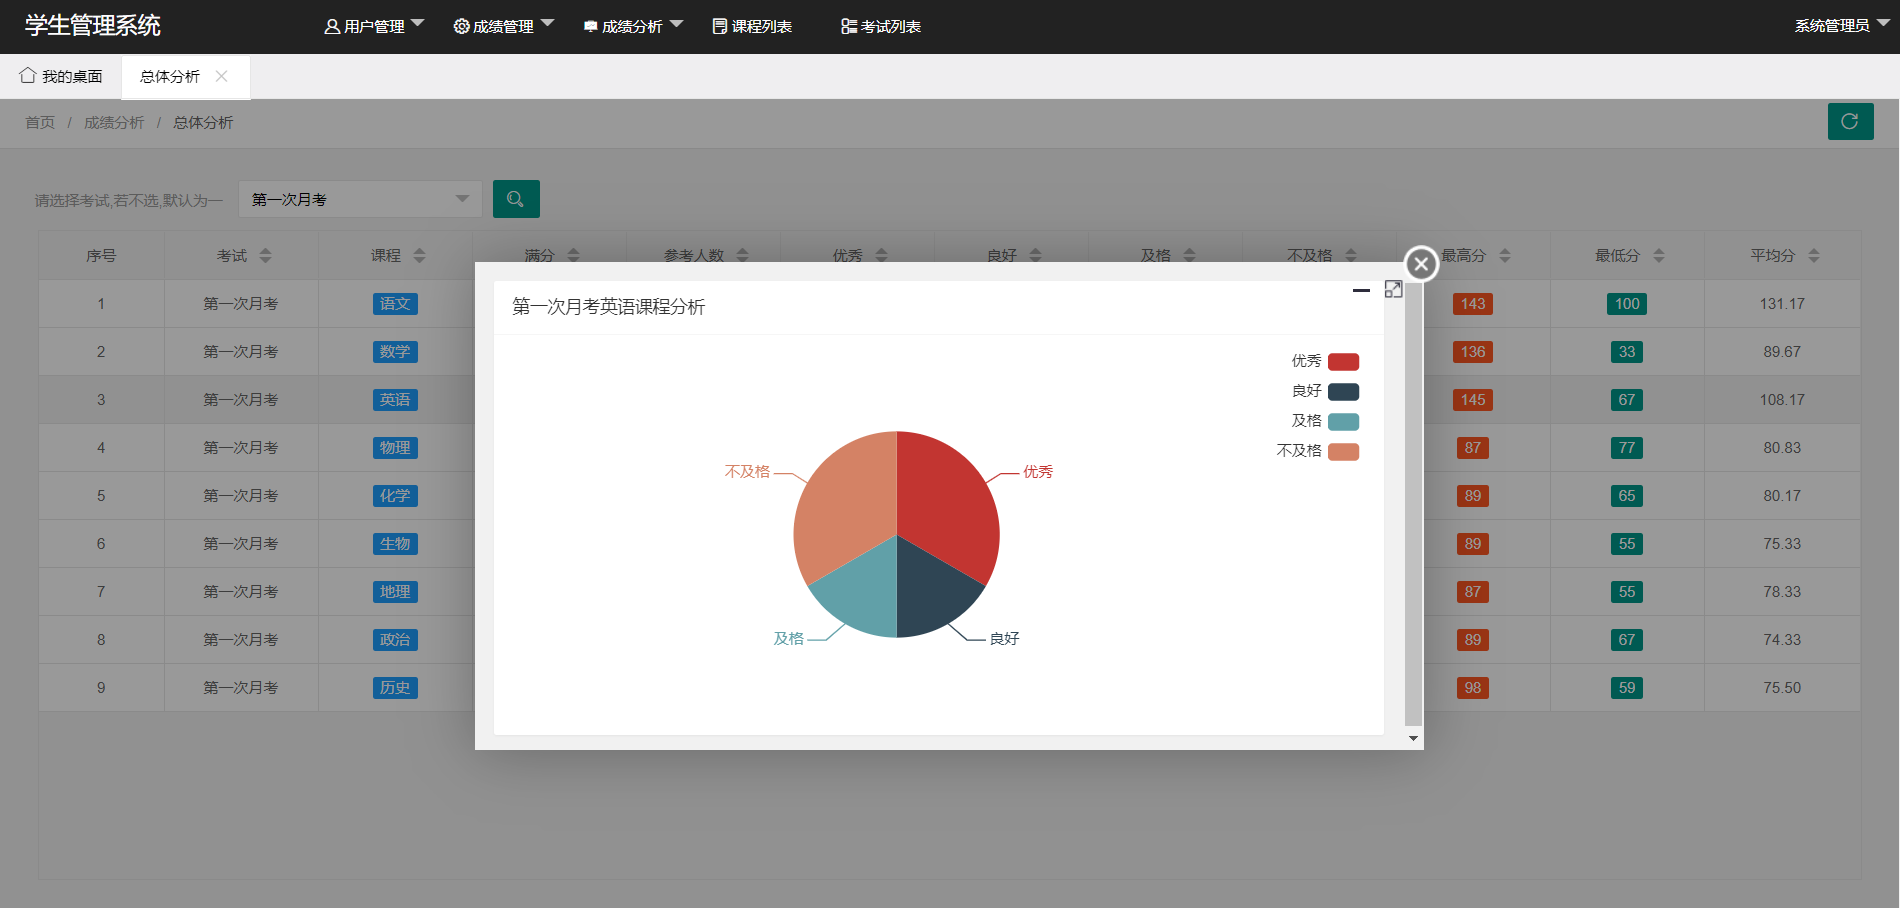 学生管理系统 用户管理 成绩管理 成绩分析 课程列表 考试列表 系统管理员
我的桌面 总体分析
首页 / 成绩分析 / 总体分析
请选择考试,若不选,默认为一 第一次月考
序号 考试 课程 满分 参考人数 优秀 良好 及格 不及格 最高分 最低分 平均分
1 第一次月考 语文 143 100 131.17
2 第一次月考 数学 136 33 89.67
3 第一次月考 英语 145 67 108.17
4 第一次月考 物理 87 77 80.83
5 第一次月考 化学 89 65 80.17
6 第一次月考 生物 89 55 75.33
7 第一次月考 地理 87 55 78.33
8 第一次月考 政治 89 67 74.33
9 第一次月考 历史 98 59 75.50
第一次月考英语课程分析
优秀
良好
及格
不及格
不及格 优秀
及格 良好